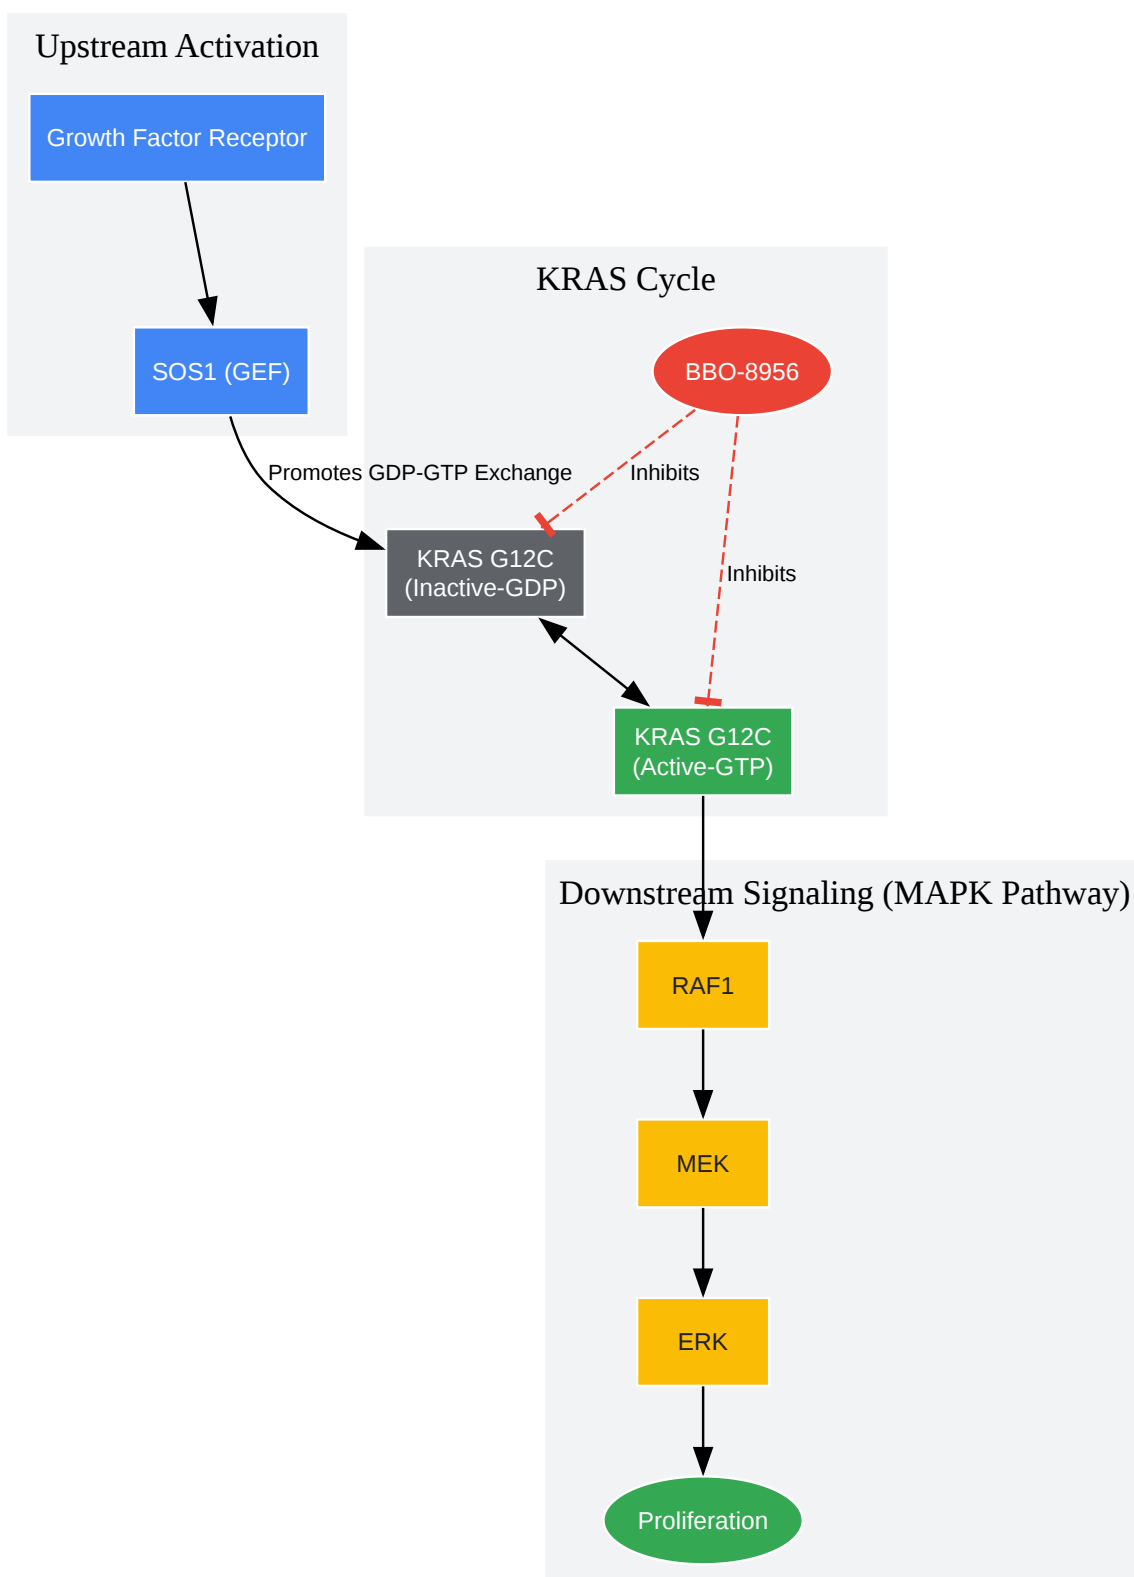 Upstream Activation
Growth Factor Receptor
KRAS Cycle
SOS1 (GEF)
BBO-8956
Promotes GDP-GTP Exchange
Inhibits
KRAS G12C
(Inactive-GDP)
Inhibits
KRAS G12C
(Active-GTP)
Downstream Signaling (MAPK Pathway)
RAF1
MEK
ERK
Proliferation